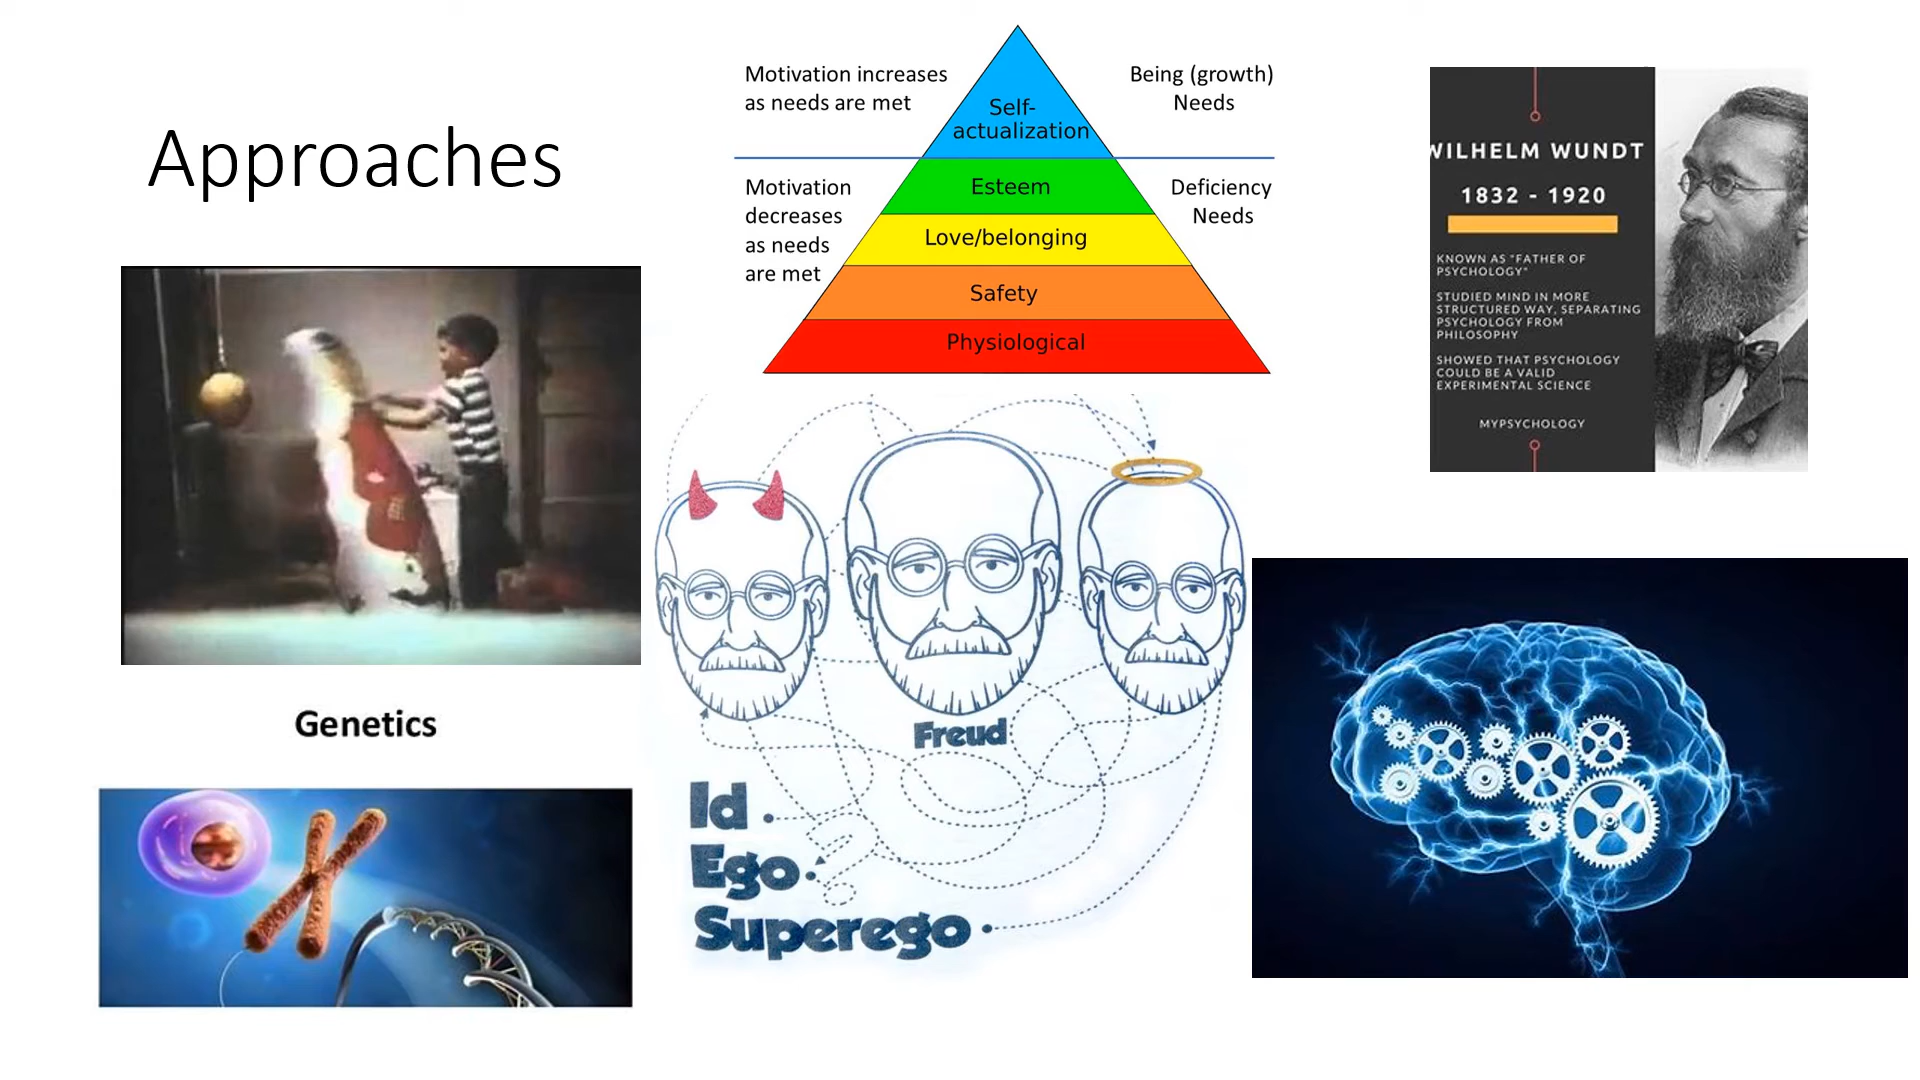 Approaches
Motivation increases
as needs are met
Being (growth)
Needs
Self-
actualization
Motivation
decreases
as needs
are met
Deficiency
Needs
Esteem
Love/belonging
Safety
Physiological
WILHELM WUNDT
1832 - 1920
KNOWN AS "FATHER OF
PSYCHOLOGY"
STUDIED MIND IN MORE
STRUCTURED WAY, SEPARATING
PSYCHOLOGY FROM
PHILOSOPHY
SHOWED THAT PSYCHOLOGY
COULD BE A VALID
EXPERIMENTAL SCIENCE
MYPSYCHOLOGY
Genetics
Freud
Id
Ego
Superego